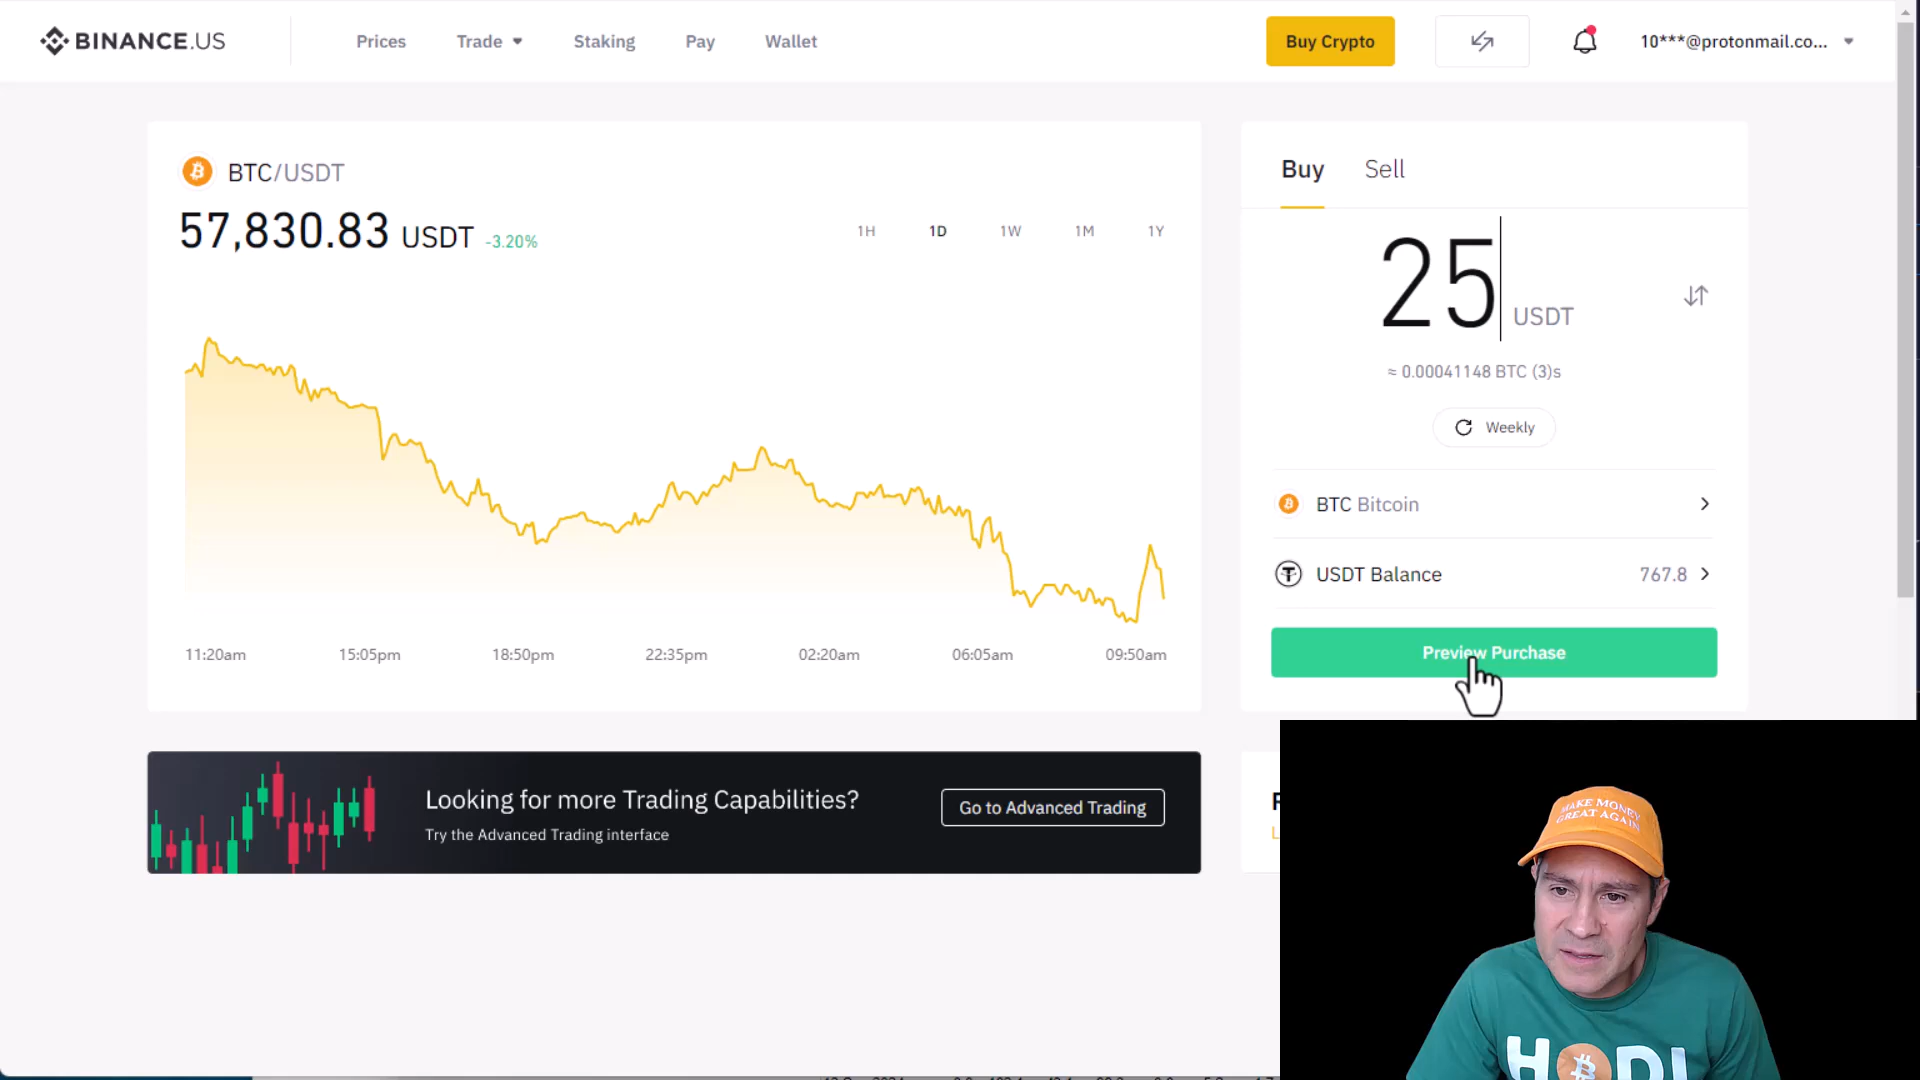 BINANCE.US
Prices
Trade
Staking
Pay
Wallet
Buy Crypto
10***@protonmail.co...
BTC/USDT
57,830.83 USDT -3.20%
1H
1D
1W
1M
1Y
11:20am
15:05pm
18:50pm
22:35pm
02:20am
06:05am
09:50am
Buy
Sell
25 USDT
≈ 0.00041148 BTC (3)s
Weekly
BTC Bitcoin
USDT Balance
767.8
Preview Purchase
Looking for more Trading Capabilities?
Try the Advanced Trading interface
Go to Advanced Trading
MAKE MONEY
GREAT AGAIN